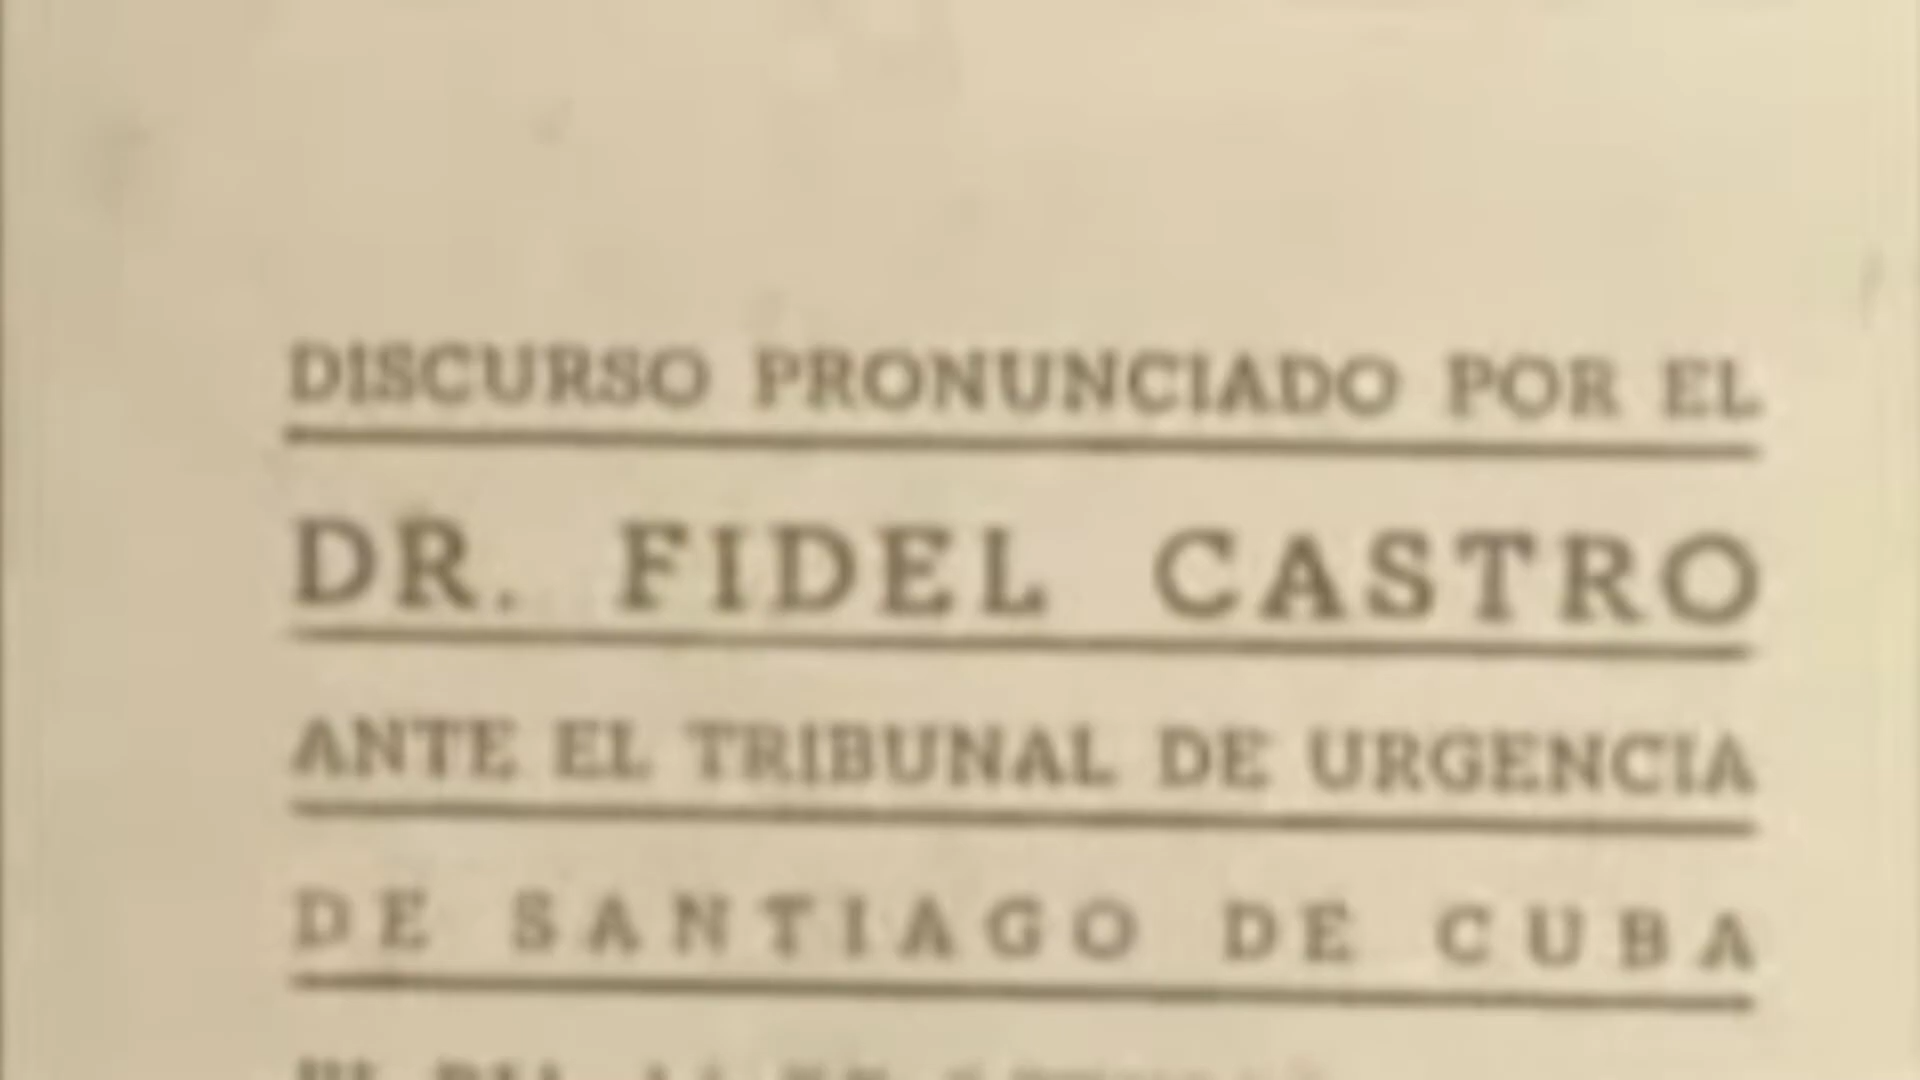 DISCURSO PRONUNCIADO POR EL
DR. FIDEL CASTRO
ANTE EL TRIBUNAL DE URGENCIA
DE SANTIAGO DE CUBA